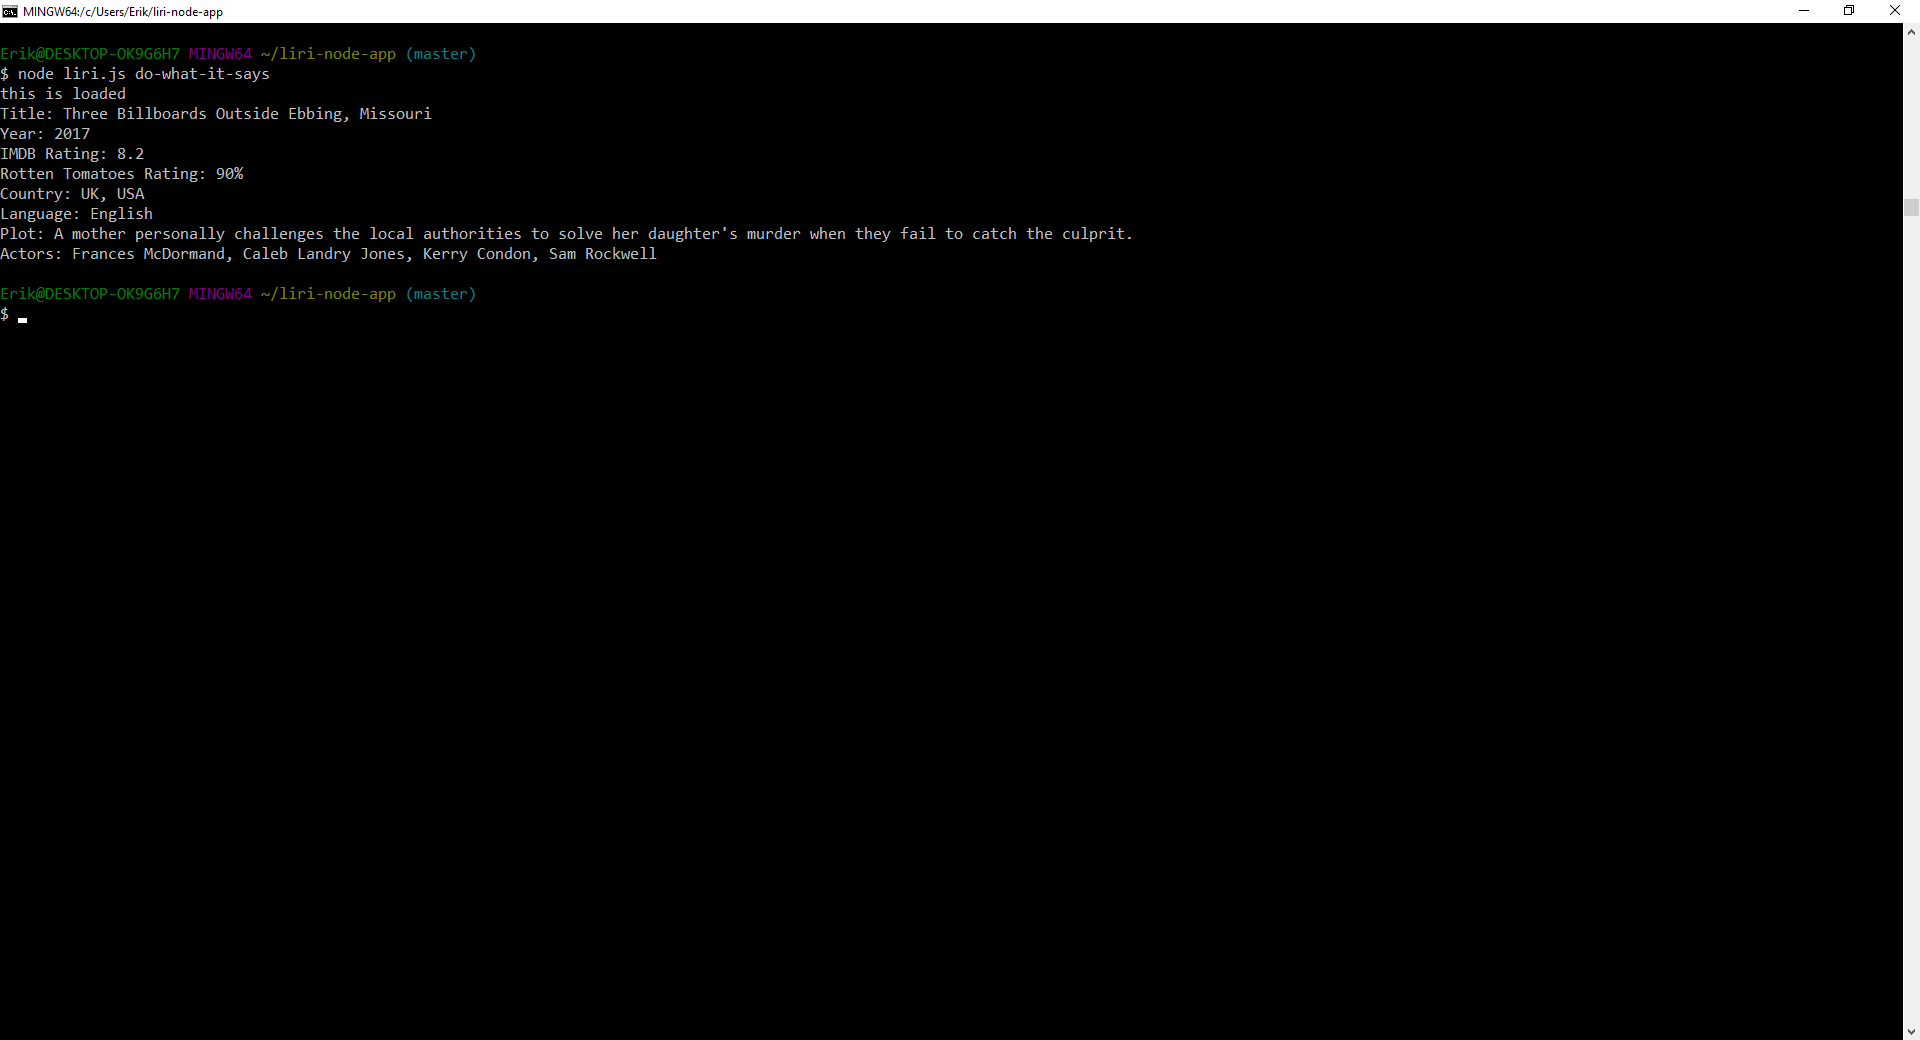 MINGW64:/c/Users/Erik/liri-node-app
Erik@DESKTOP-OK9G6H7 MINGW64 ~/liri-node-app (master)
$ node liri.js do-what-it-says
this is loaded
Title: Three Billboards Outside Ebbing, Missouri
Year: 2017
IMDB Rating: 8.2
Rotten Tomatoes Rating: 90%
Country: UK, USA
Language: English
Plot: A mother personally challenges the local authorities to solve her daughter's murder when they fail to catch the culprit.
Actors: Frances McDormand, Caleb Landry Jones, Kerry Condon, Sam Rockwell
Erik@DESKTOP-OK9G6H7 MINGW64 ~/liri-node-app (master)
$